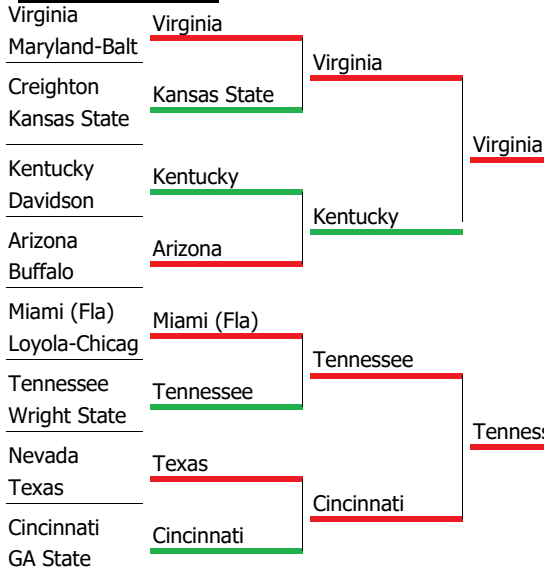 Virginia
Maryland-Balt
Creighton
Kansas State
Kentucky
Davidson
Arizona
Buffalo
Miami (Fla)
Loyola-Chicag
Tennessee
Wright State
Nevada
Texas
Cincinnati
GA State
Virginia
Kansas State
Kentucky
Arizona
Miami (Fla)
Tennessee
Texas
Cincinnati
Virginia
Kentucky
Tennessee
Cincinnati
Virginia
Tenness